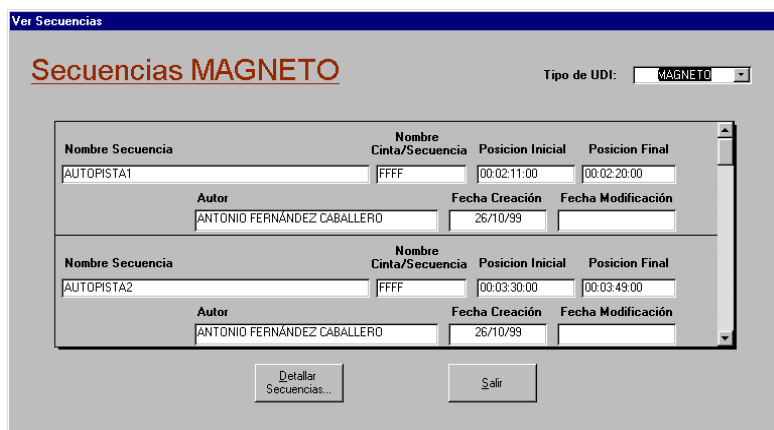 Ver Secuencias
Secuencias MAGNETO
Tipo de UDI: MAGNETO
Nombre Secuencia Nombre Cinta/Secuencia Posicion Inicial Posicion Final
AUTOPISTA1 FFFF 00:02:11:00 00:02:20:00
Autor Fecha Creación Fecha Modificación
ANTONIO FERNÁNDEZ CABALLERO 26/10/99
Nombre Secuencia Nombre Cinta/Secuencia Posicion Inicial Posicion Final
AUTOPISTA2 FFFF 00:03:30:00 00:03:49:00
Autor Fecha Creación Fecha Modificación
ANTONIO FERNÁNDEZ CABALLERO 26/10/99
Detallar
Secuencias...
Salir